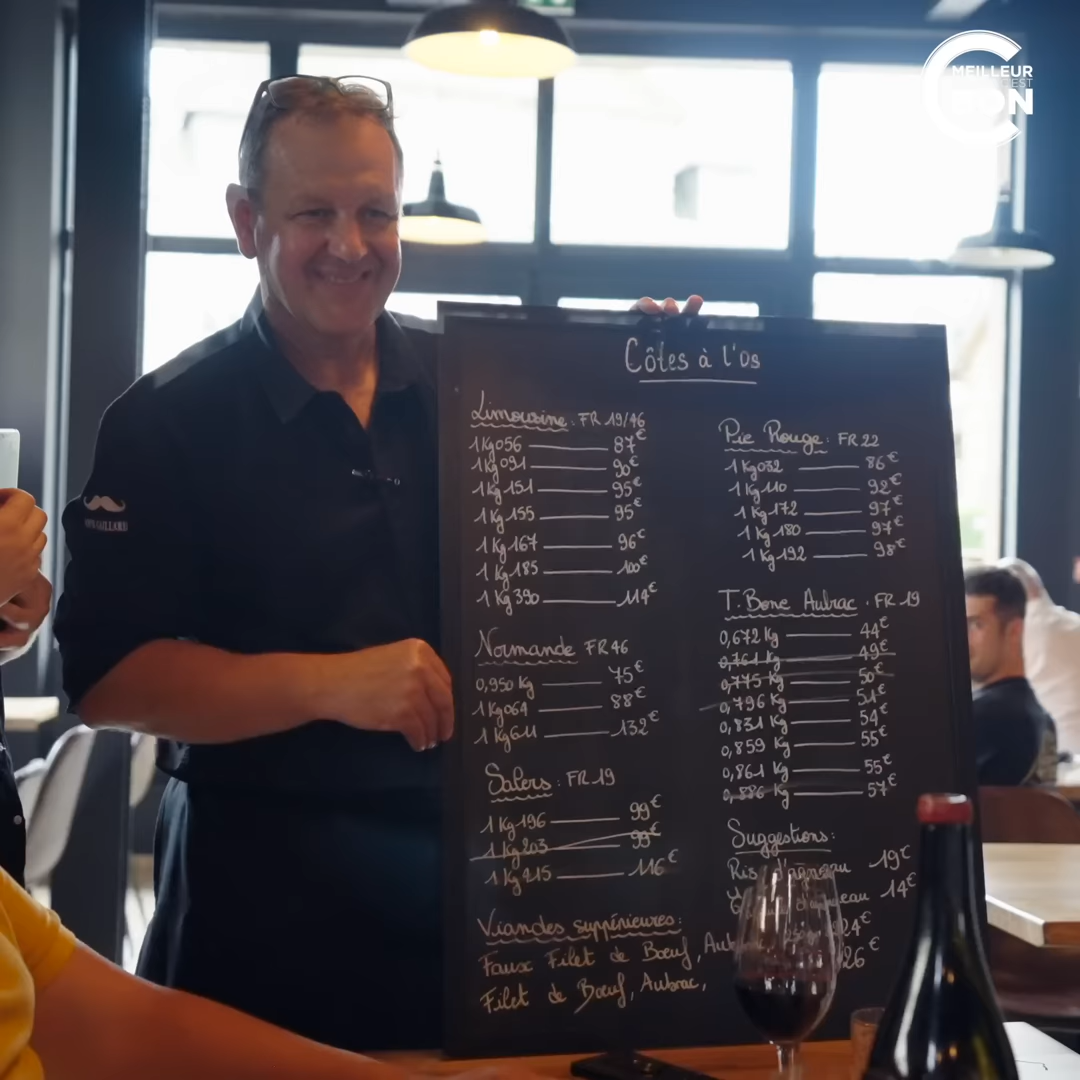 MEILLEUR
C'EST
BON
Côtes à l'Os
Limousine : FR 19/46
1 Kg 056 — 87€
1 Kg 091 — 90€
1 Kg 151 — 95€
1 Kg 155 — 95€
1 Kg 167 — 96€
1 Kg 185 — 100€
1 Kg 390 — 114€
Normande FR 46
0,950 Kg — 75€
1 Kg 064 — 88€
1 Kg 611 — 132€
Salers : FR 19
1 Kg 196 — 99€
1 Kg 203 — 99€
1 Kg 215 — 116€
Viandes suppérieures :
Faux Filet de Boeuf, 24€
Filet de Boeuf, Aubrac, 26€
Pie Rouge : FR 22
1 Kg 032 — 86€
1 Kg 110 — 92€
1 Kg 172 — 97€
1 Kg 180 — 97€
1 Kg 192 — 98€
T. Bone Aubrac . FR 19
0,672 Kg — 44€
0,761 Kg — 49€
0,775 Kg — 50€
0,796 Kg — 51€
0,831 Kg — 54€
0,859 Kg — 55€
0,861 Kg — 55€
0,886 Kg — 57€
Suggestions :
Ris d'agneau 19€
14€